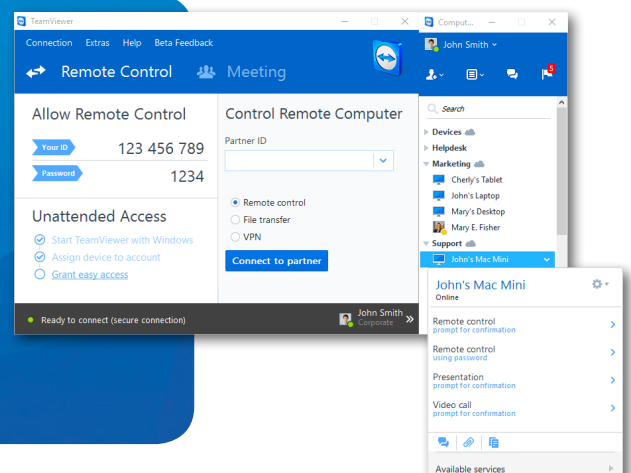 TeamViewer
Connection Extras Help Beta Feedback
Remote Control Meeting
Allow Remote Control
Your ID 123 456 789
Password 1234
Unattended Access
Start TeamViewer with Windows
Assign device to account
Grant easy access
Control Remote Computer
Partner ID
Remote control
File transfer
VPN
Connect to partner
Ready to connect (secure connection)
John Smith
Corporate
Comput...
John Smith
5
Search
Devices
Helpdesk
Marketing
Cherly's Tablet
John's Laptop
Mary's Desktop
Mary E. Fisher
Support
John's Mac Mini
John's Mac Mini
Online
Remote control
prompt for confirmation
Remote control
using password
Presentation
prompt for confirmation
Video call
prompt for confirmation
Available services